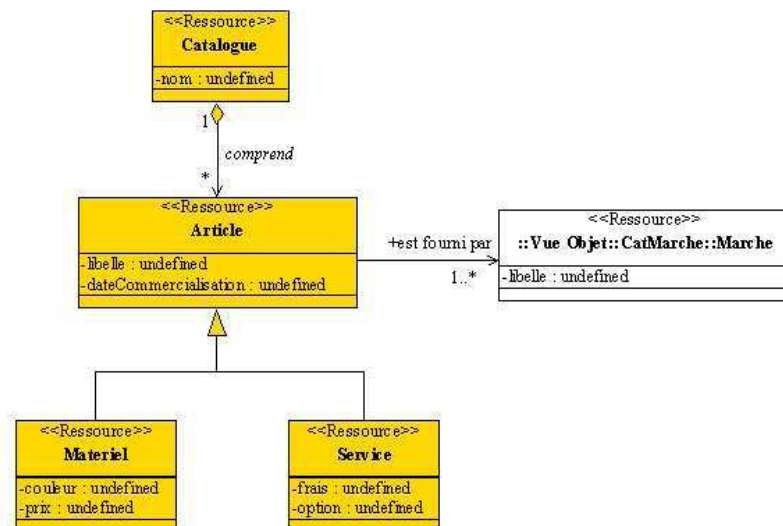 <<Ressource>>
Catalogue
-nom : undefined
1
comprend
*
<<Ressource>>
Article
-libelle : undefined
-dateCommercialisation : undefined
+est fourni par
1..*
<<Ressource>>
::Vue Objet::CatMarche::Marche
-libelle : undefined
<<Ressource>>
Materiel
-couleur : undefined
-prix : undefined
<<Ressource>>
Service
-frais : undefined
-option : undefined